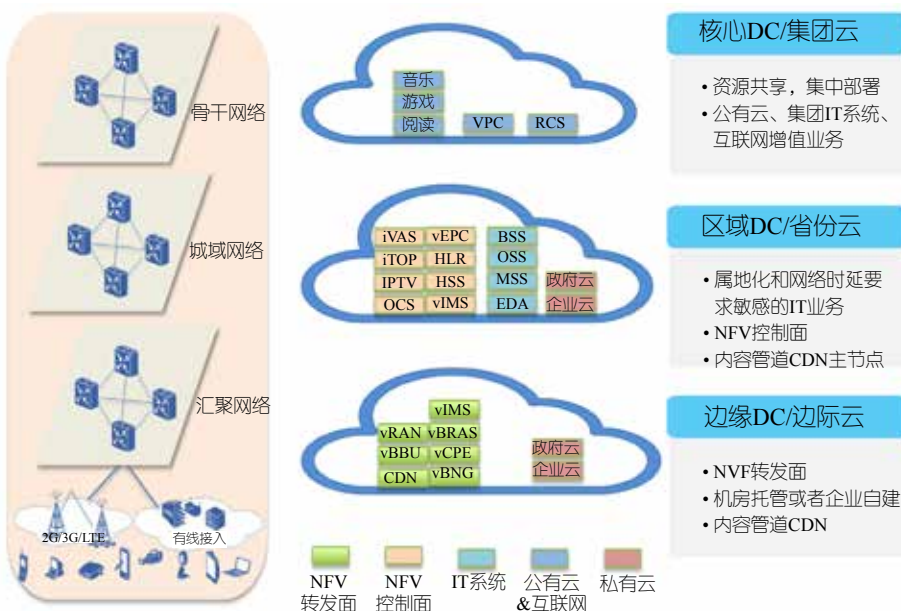 骨干网络
城域网络
汇聚网络
2G/3G/LTE
有线接入
音乐
游戏
阅读
VPC
RCS
iVAS
vEPC
iTOP
HLR
IPTV
HSS
OCS
vIMS
BSS
OSS
MSS
EDA
政府云
企业云
vIMS
vRAN
vBRAS
vBBU
vCPE
CDN
vBNG
政府云
企业云
NFV
转发面
NFV
控制面
IT系统
公有云
&互联网
私有云
核心DC/集团云
• 资源共享，集中部署
• 公有云、集团IT系统、
互联网增值业务
区域DC/省份云
• 属地化和网络时延要
求敏感的IT业务
• NFV控制面
• 内容管道CDN主节点
边缘DC/边际云
• NVF转发面
• 机房托管或者企业自建
• 内容管道CDN